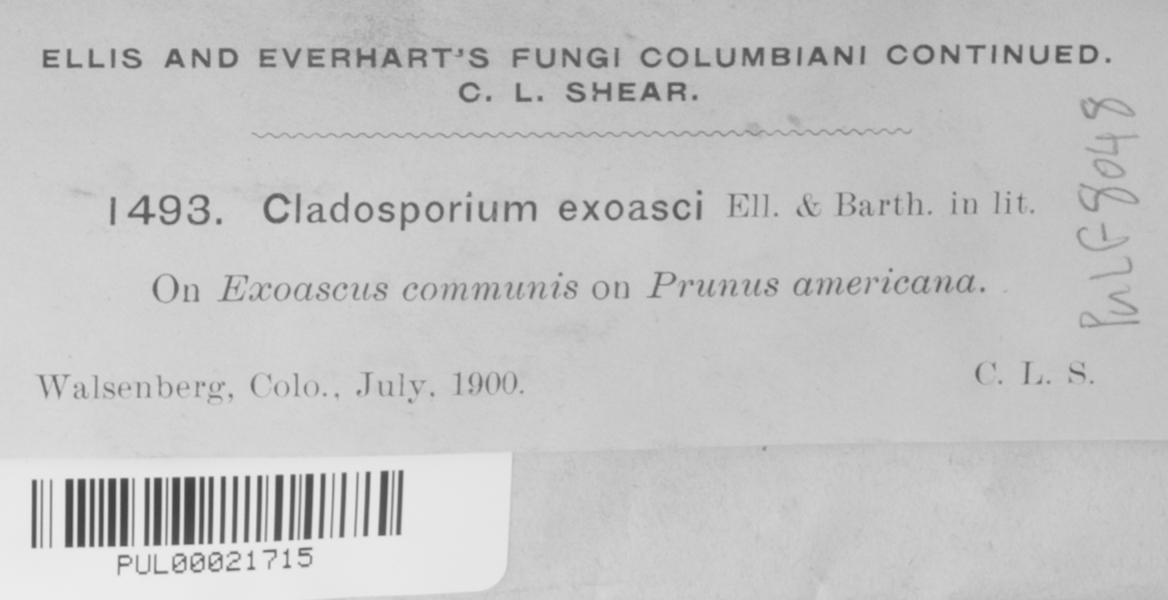 ELLIS AND EVERHART'S FUNGI COLUMBIANI CONTINUED.
C. L. SHEAR.
1493. Cladosporium exoasci Ell. & Barth. in lit.
On Exoascus communis on Prunus americana.
Walsenberg, Colo., July, 1900.
C. L. S.
PUL F 8048
PUL00021715